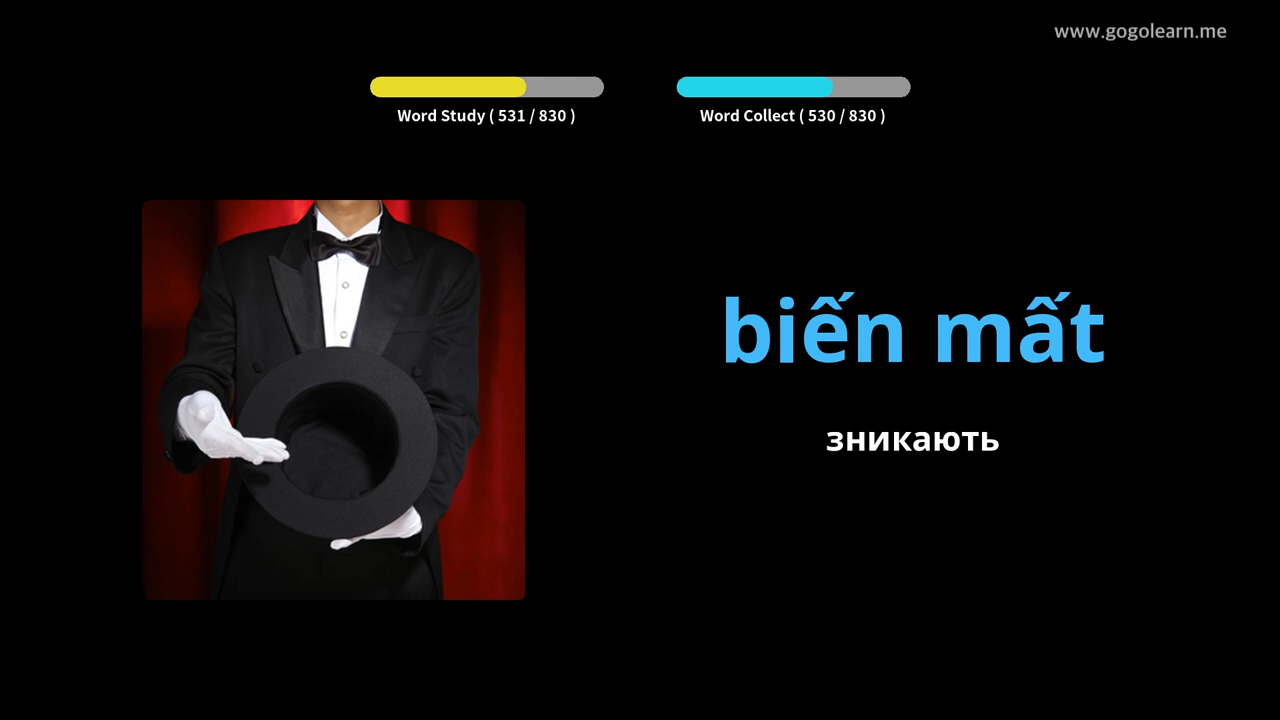 www.gogolearn.me
Word Study ( 531 / 830 )
Word Collect ( 530 / 830 )
biến mất
зникають